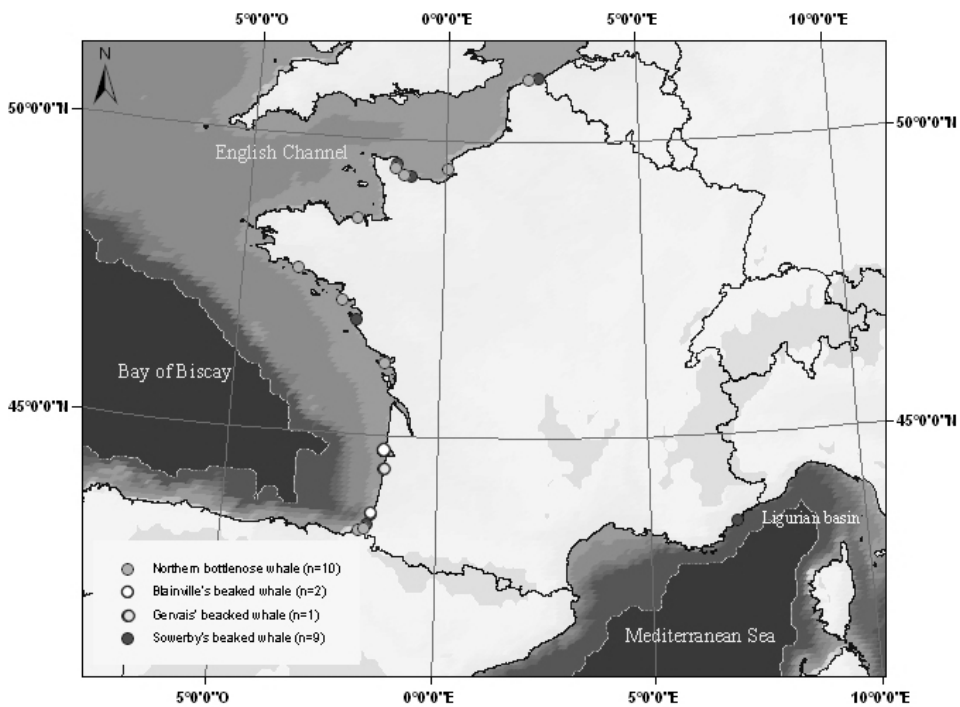 5°0'0"O 0°0'0"E 5°0'0"E 10°0'0"E
N
50°0'0"N 50°0'0"N
English Channel
Bay of Biscay
45°0'0"N 45°0'0"N
Ligurian basin
Northern bottlenose whale (n=10)
Blainville's beaked whale (n=2)
Gervais' beacked whale (n=1)
Sowerby's beaked whale (n=9)
Mediterranean Sea
5°0'0"O 0°0'0"E 5°0'0"E 10°0'0"E